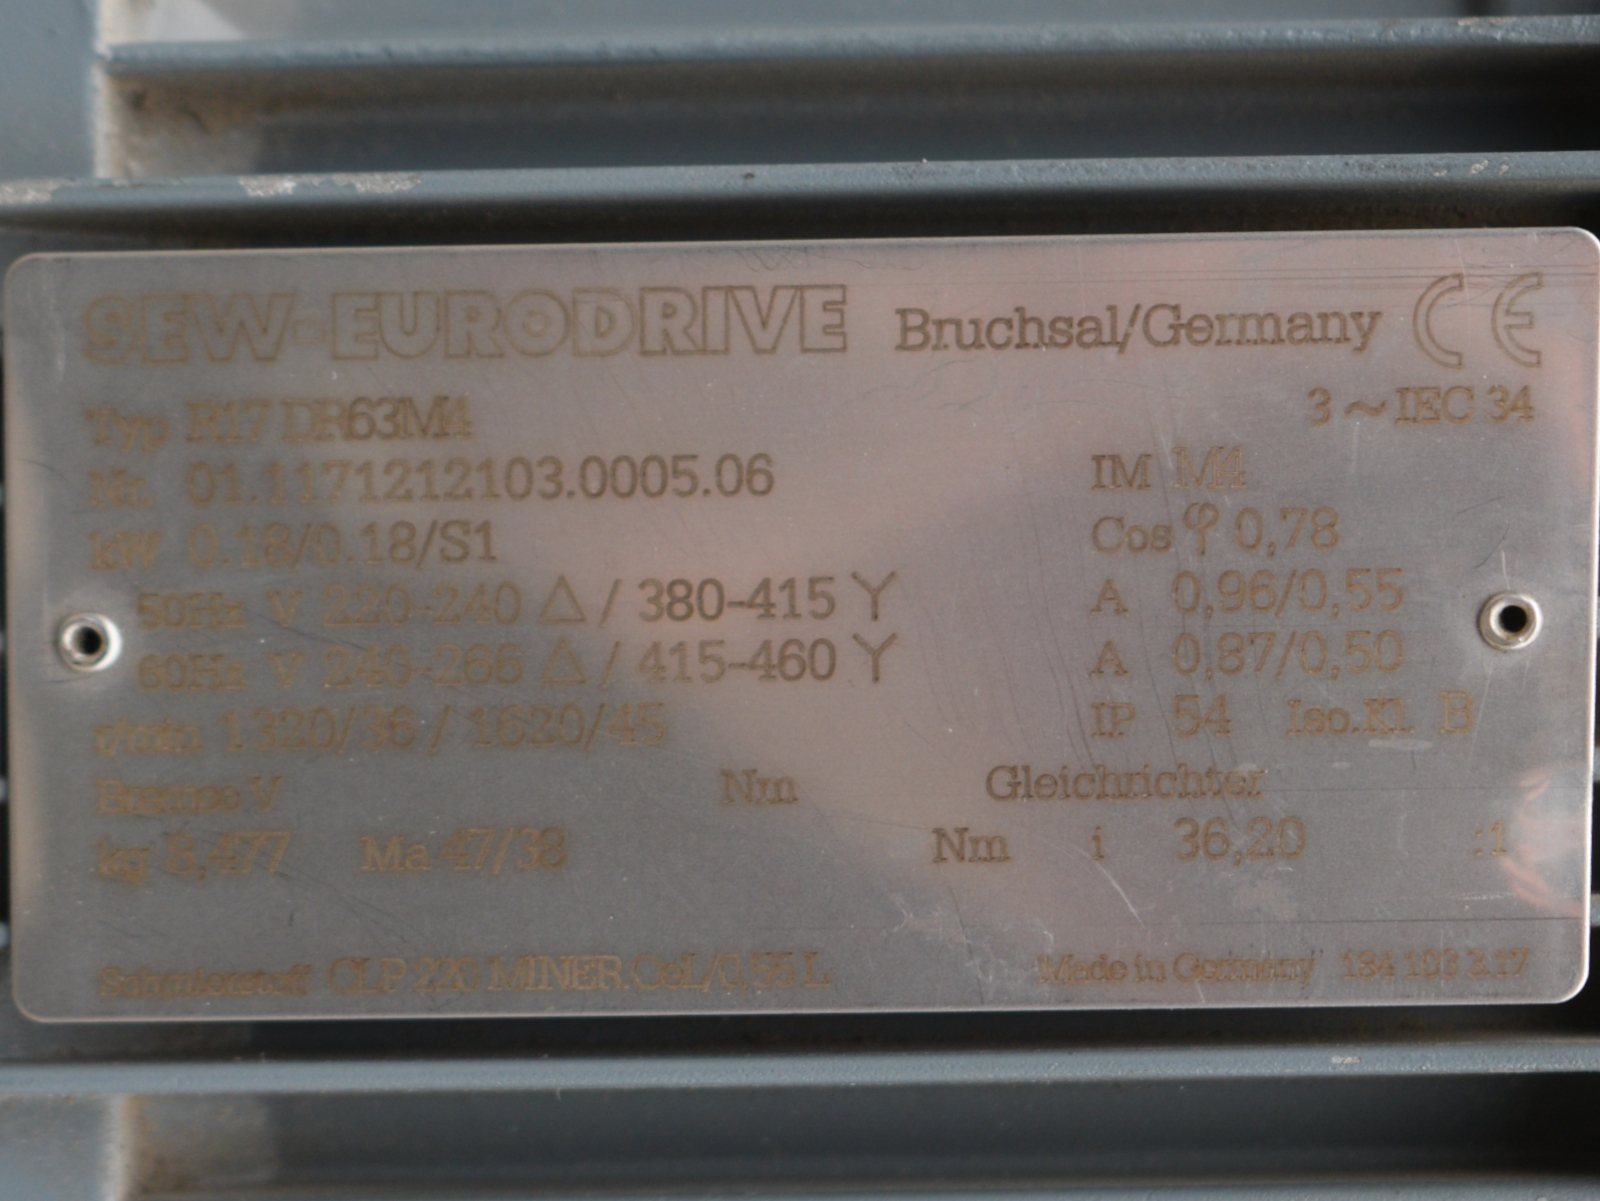 SEW-EURODRIVE Bruchsal/Germany CE
Typ R17 DR63M4 3 ~ IEC 34
Nr. 01.1171212103.0005.06 IM M4
kW 0.18/0.18/S1 Cos φ 0,78
50Hz V 220-240 △ / 380-415 Y A 0,96/0,55
60Hz V 240-266 △ / 415-460 Y A 0,87/0,50
r/min 1320/36 / 1620/45 IP 54 Iso.Kl. B
Bremse V Nm Gleichrichter
kg 8,477 Ma 47/38 Nm i 36,20 :1
Schmierstoff CLP 220 MINER.Oel/0,55 L Made in Germany 184 103 3.17